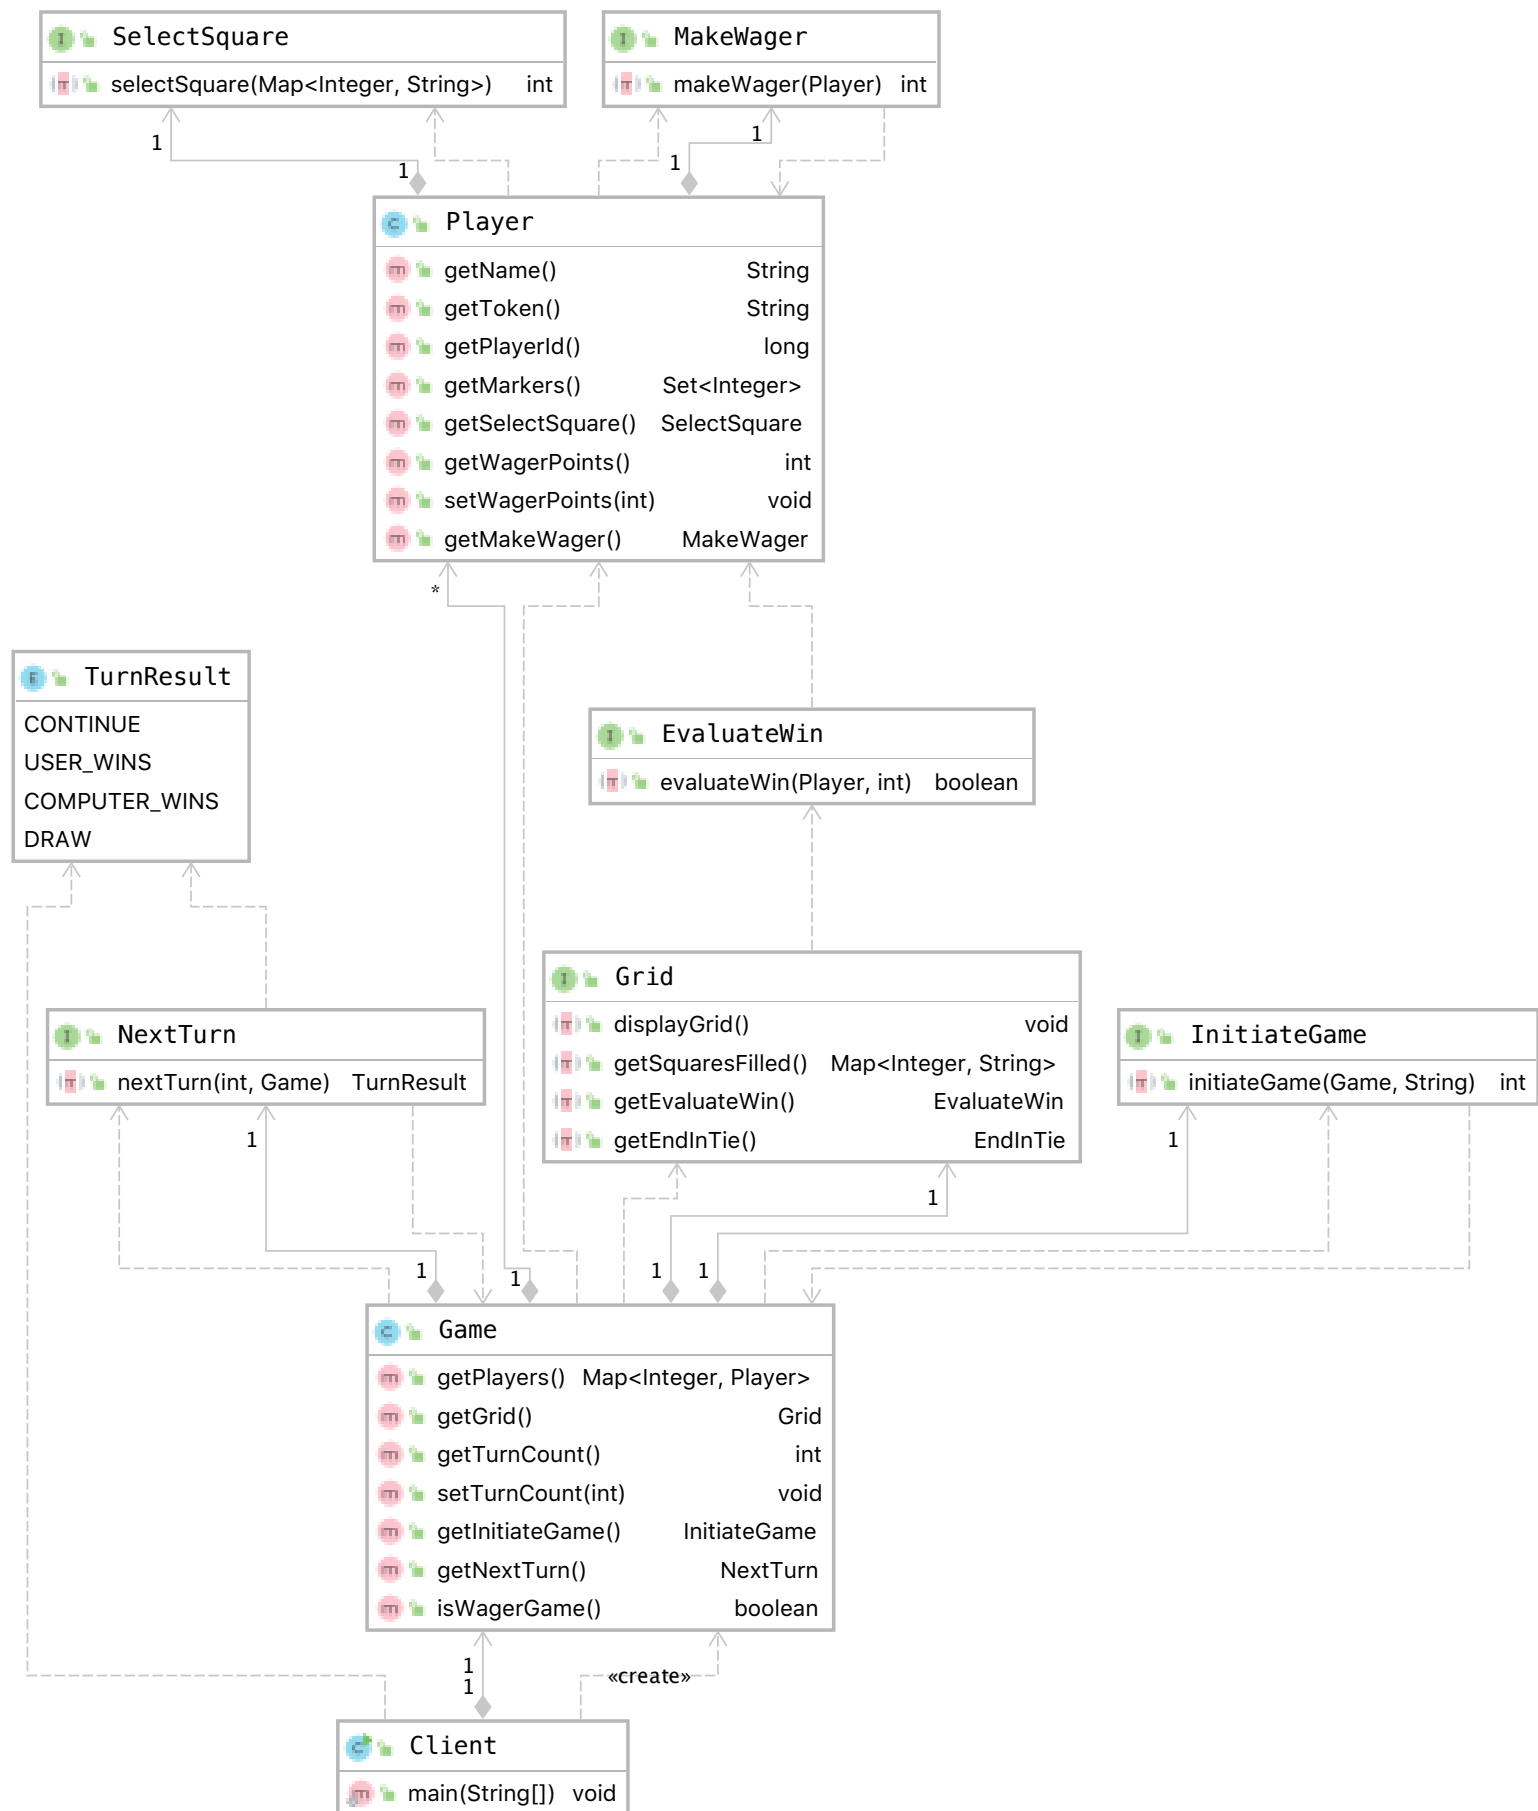 SelectSquare
selectSquare(Map<Integer, String>) int
MakeWager
makeWager(Player) int
1
1
1
1
Player
getName() String
getToken() String
getPlayerId() long
getMarkers() Set<Integer>
getSelectSquare() SelectSquare
getWagerPoints() int
setWagerPoints(int) void
getMakeWager() MakeWager
*
TurnResult
CONTINUE
USER_WINS
COMPUTER_WINS
DRAW
EvaluateWin
evaluateWin(Player, int) boolean
Grid
displayGrid() void
getSquaresFilled() Map<Integer, String>
getEvaluateWin() EvaluateWin
getEndInTie() EndInTie
NextTurn
nextTurn(int, Game) TurnResult
InitiateGame
initiateGame(Game, String) int
1
1
1
1
1
1
1
Game
getPlayers() Map<Integer, Player>
getGrid() Grid
getTurnCount() int
setTurnCount(int) void
getInitiateGame() InitiateGame
getNextTurn() NextTurn
isWagerGame() boolean
1
1
«create»
Client
main(String[]) void